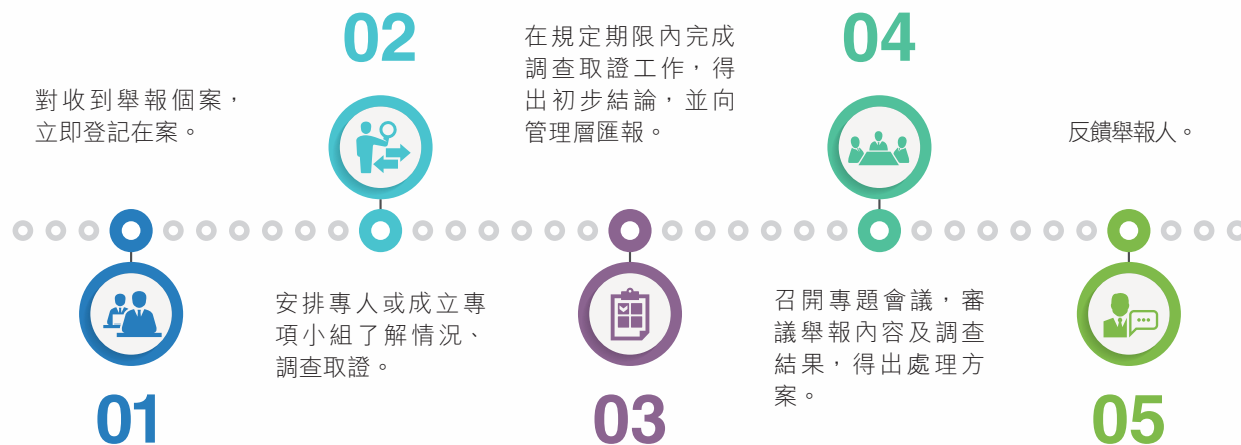 01
對收到舉報個案，
立即登記在案。
02
安排專人或成立專
項小組了解情況、
調查取證。
03
在規定期限內完成
調查取證工作，得
出初步結論，並向
管理層匯報。
04
召開專題會議，審
議舉報內容及調查
結果，得出處理方
案。
05
反饋舉報人。